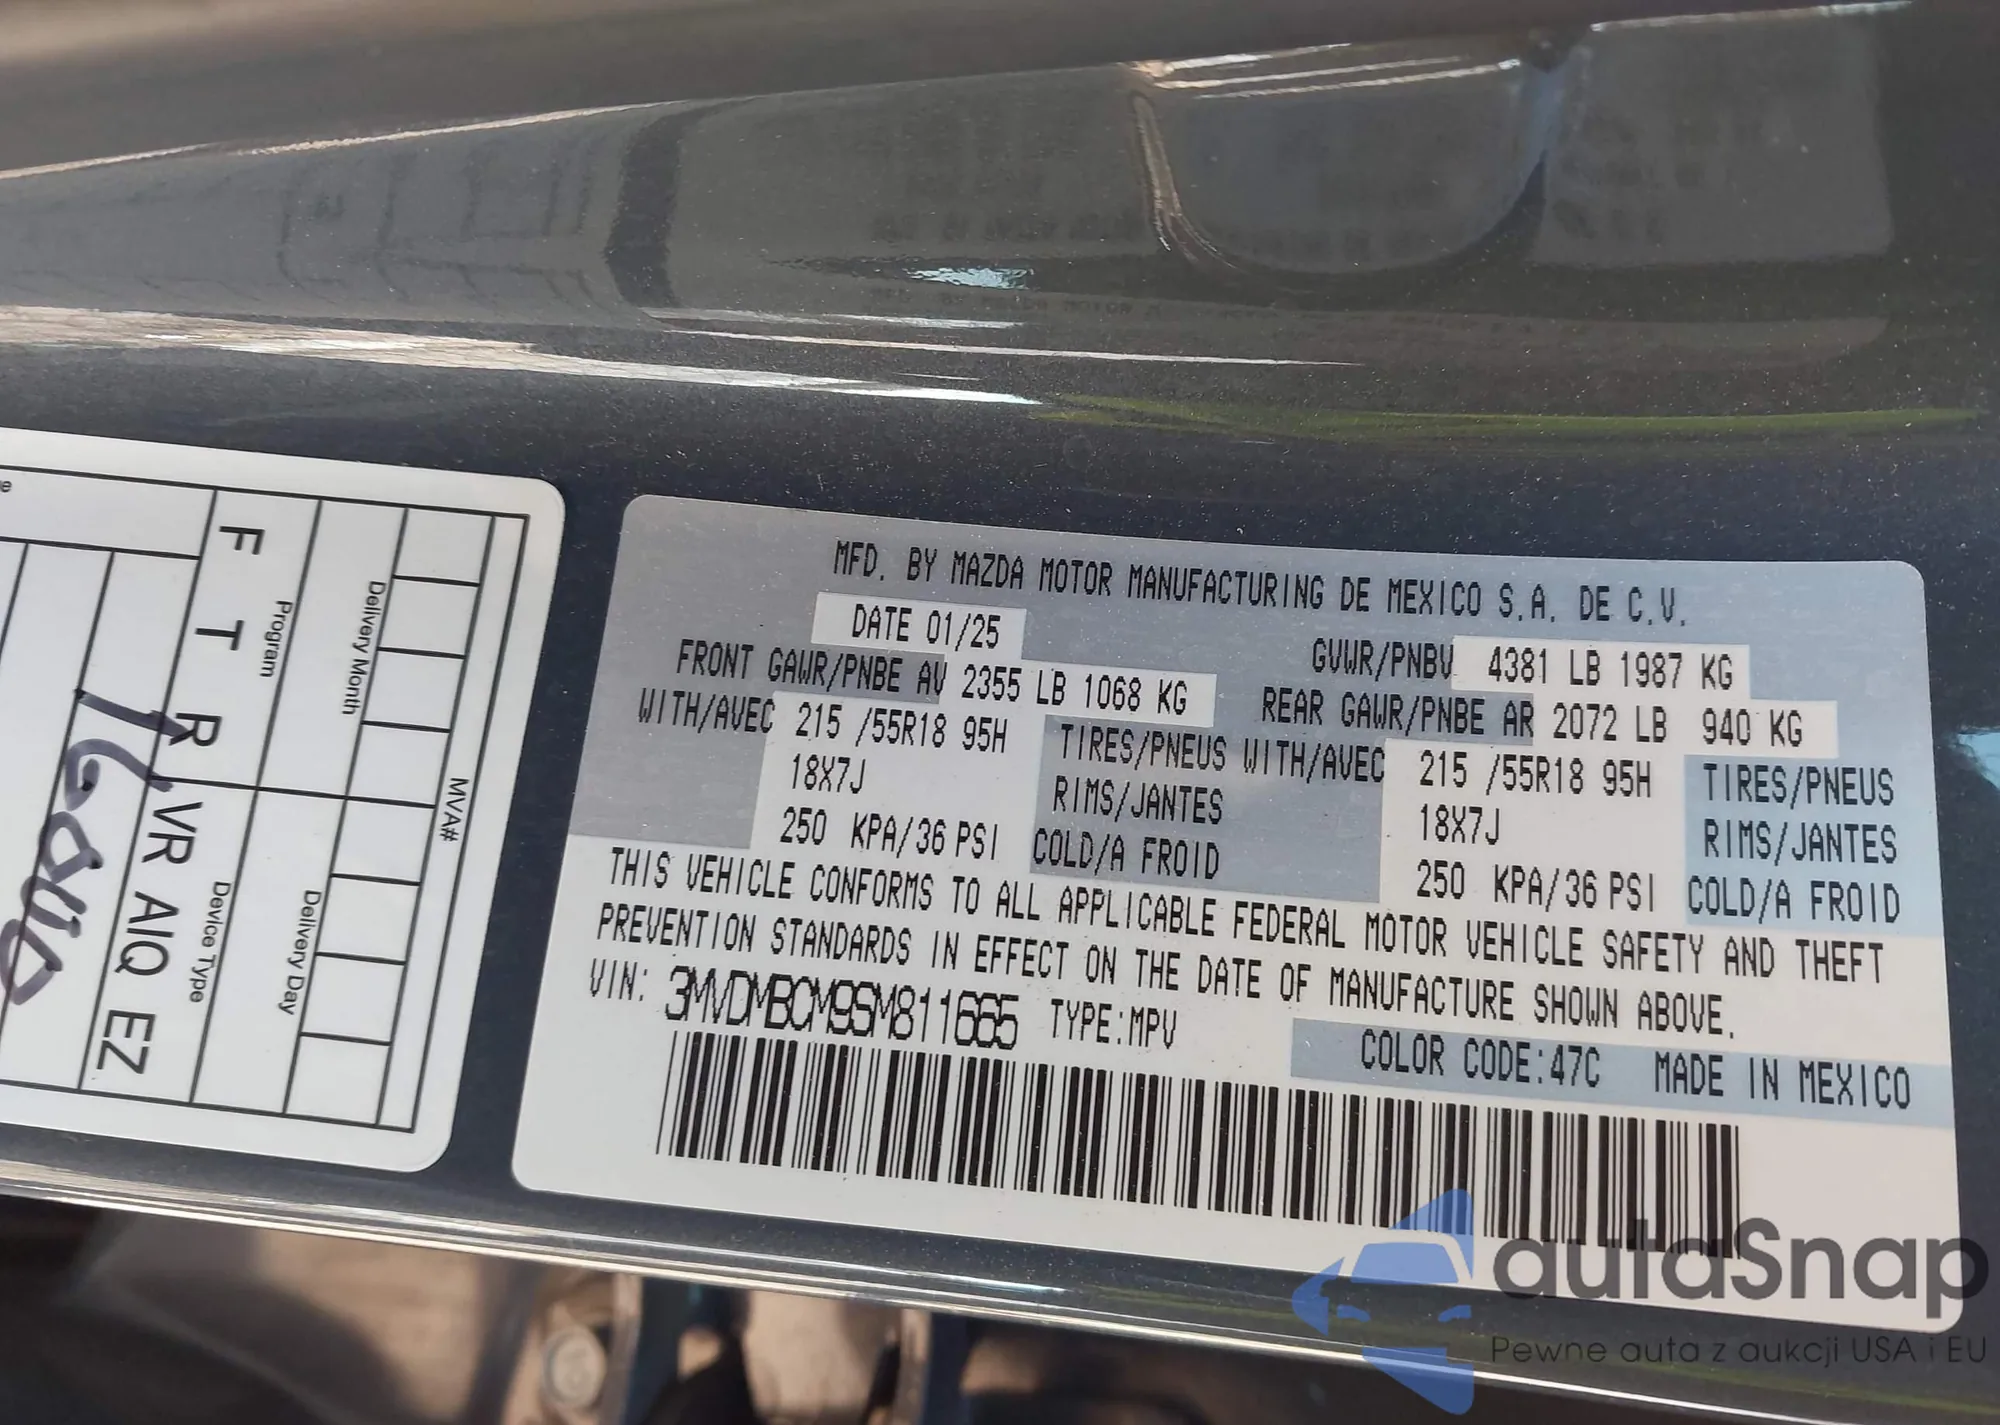 MFD. BY MAZDA MOTOR MANUFACTURING DE MEXICO S.A. DE C.V.
DATE 01/25
GVWR/PNBV 4381 LB 1987 KG
FRONT GAWR/PNBE AV 2355 LB 1068 KG
REAR GAWR/PNBE AR 2072 LB 940 KG
WITH/AVEC 215 /55R18 95H TIRES/PNEUS WITH/AVEC 215 /55R18 95H TIRES/PNEUS
18X7J RIMS/JANTES 18X7J RIMS/JANTES
250 KPA/36 PSI COLD/A FROID 250 KPA/36 PSI COLD/A FROID
THIS VEHICLE CONFORMS TO ALL APPLICABLE FEDERAL MOTOR VEHICLE SAFETY AND THEFT
PREVENTION STANDARDS IN EFFECT ON THE DATE OF MANUFACTURE SHOWN ABOVE.
VIN: 3MVDMBCM9SM811665 TYPE:MPV
COLOR CODE:47C MADE IN MEXICO
MVA#
Delivery Month
Delivery Day
Program
Device Type
F T R
VR AIQ EZ
autaSnap
Pewne auta z aukcji USA i EU